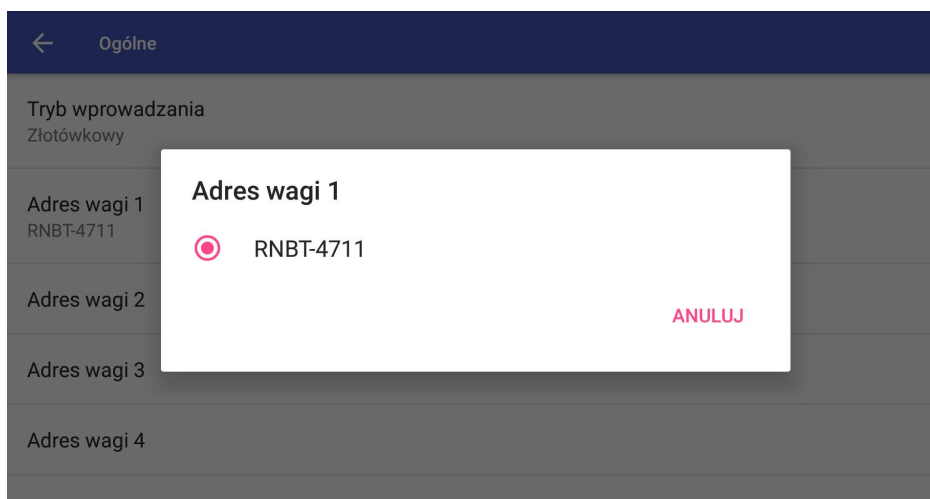 Ogólne
Tryb wprowadzania
Złotówkowy
Adres wagi 1
RNBT-4711
Adres wagi 2
Adres wagi 3
Adres wagi 4
Adres wagi 1
RNBT-4711
ANULUJ